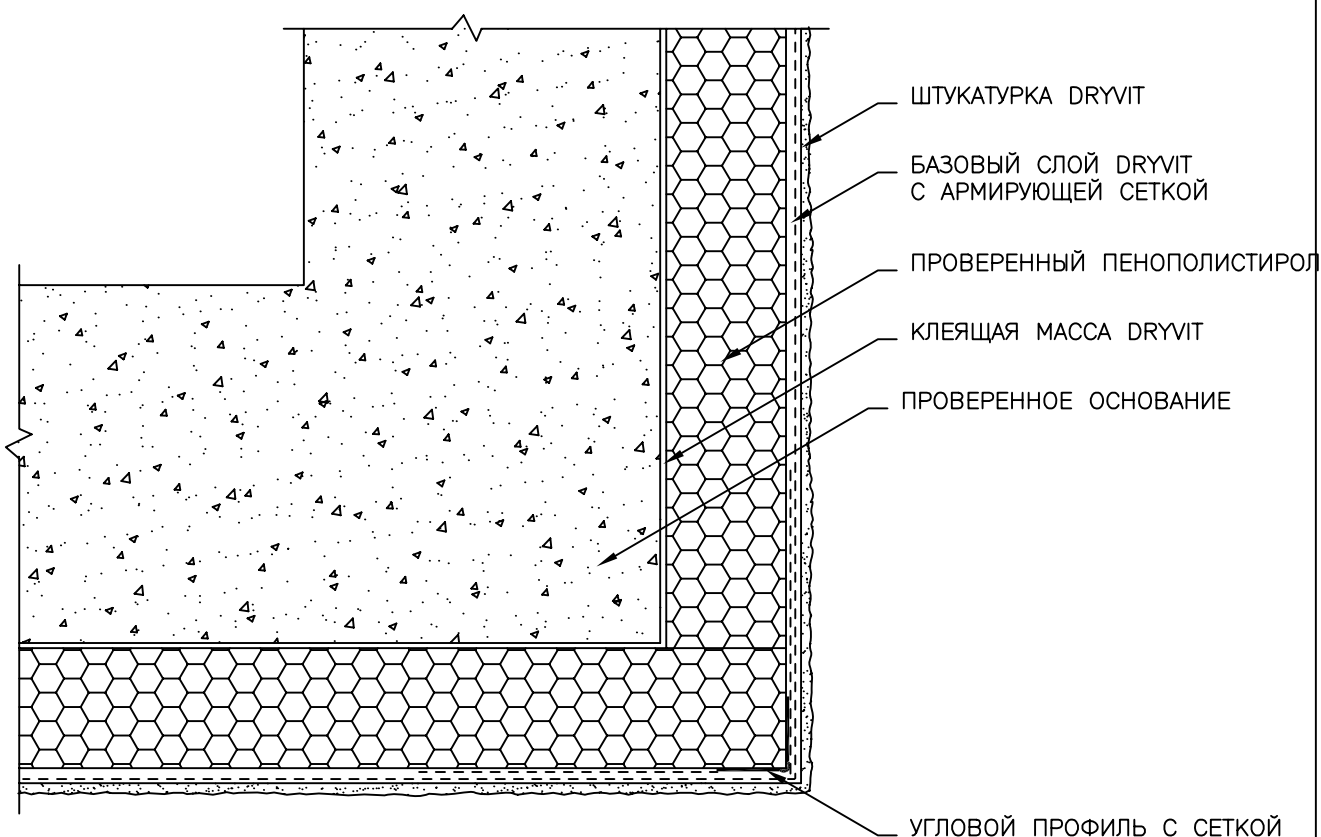 ШТУКАТУРКА DRYVIT
БАЗОВЫЙ СЛОЙ DRYVIT
С АРМИРУЮЩЕЙ СЕТКОЙ
ПРОВЕРЕННЫЙ ПЕНОПОЛИСТИРОЛ
КЛЕЯЩАЯ МАССА DRYVIT
ПРОВЕРЕННОЕ ОСНОВАНИЕ
УГЛОВОЙ ПРОФИЛЬ С СЕТКОЙ